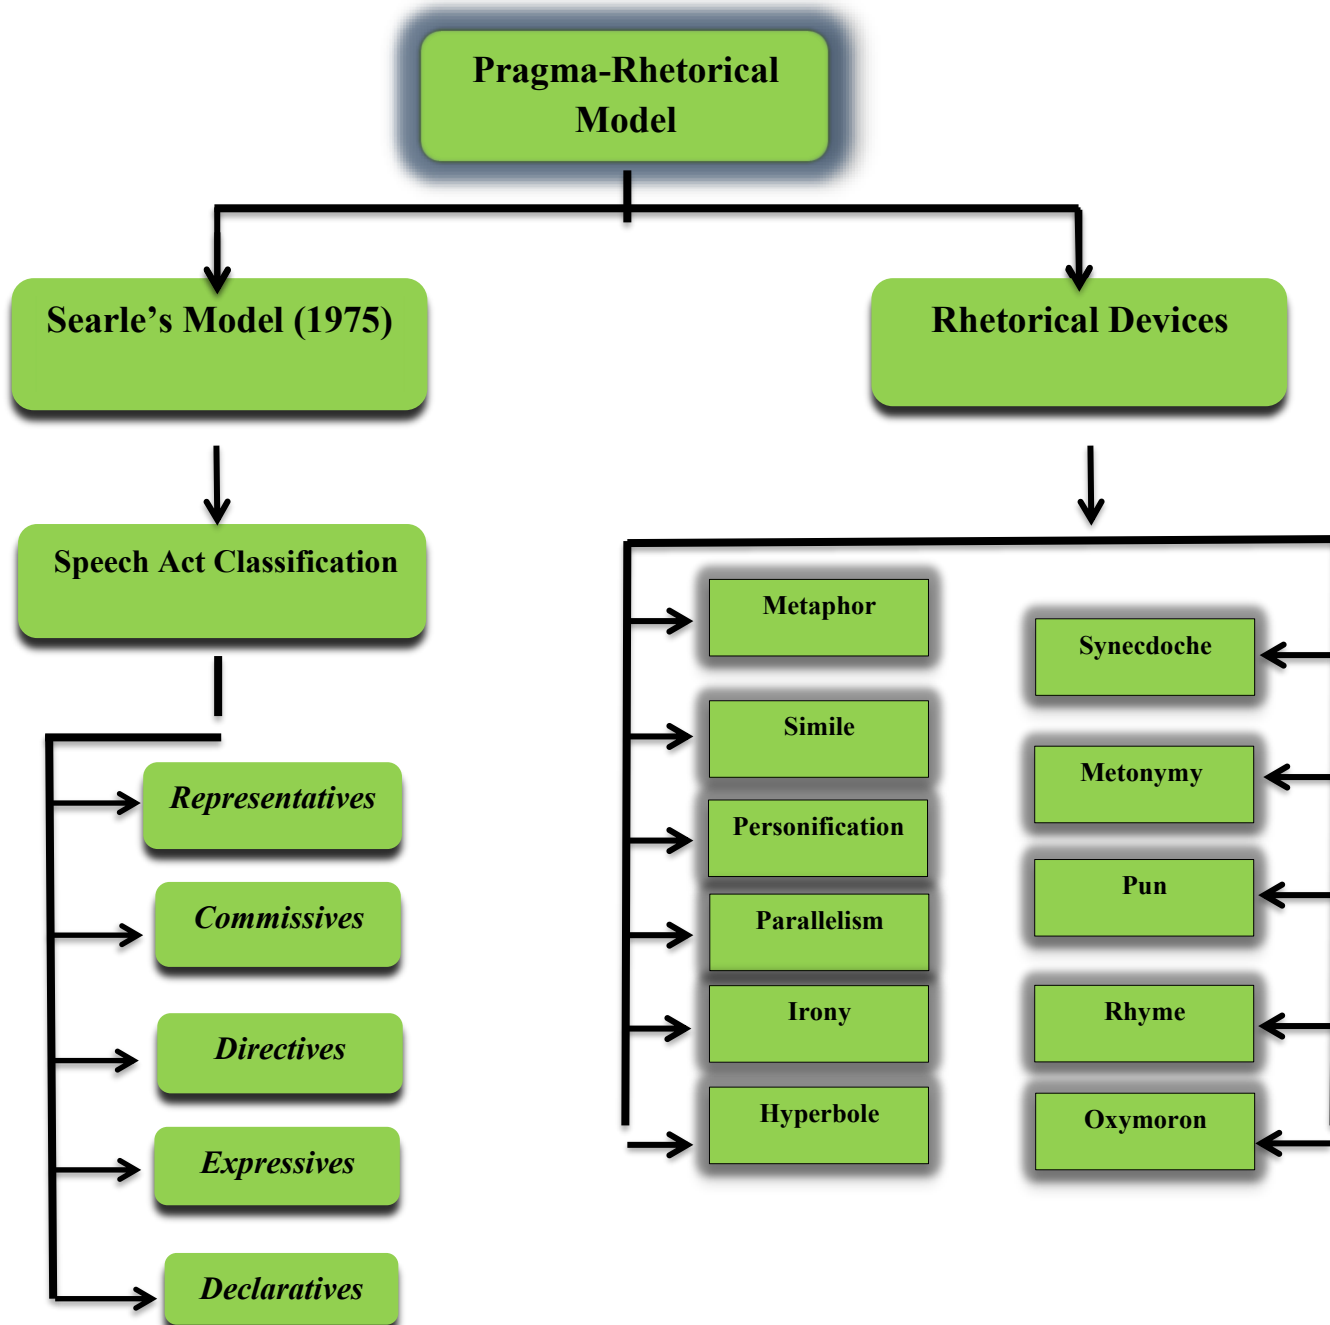 Pragma-Rhetorical
Model
Searle’s Model (1975)
Rhetorical Devices
Speech Act Classification
Representatives
Commissives
Directives
Expressives
Declaratives
Metaphor
Simile
Personification
Parallelism
Irony
Hyperbole
Synecdoche
Metonymy
Pun
Rhyme
Oxymoron